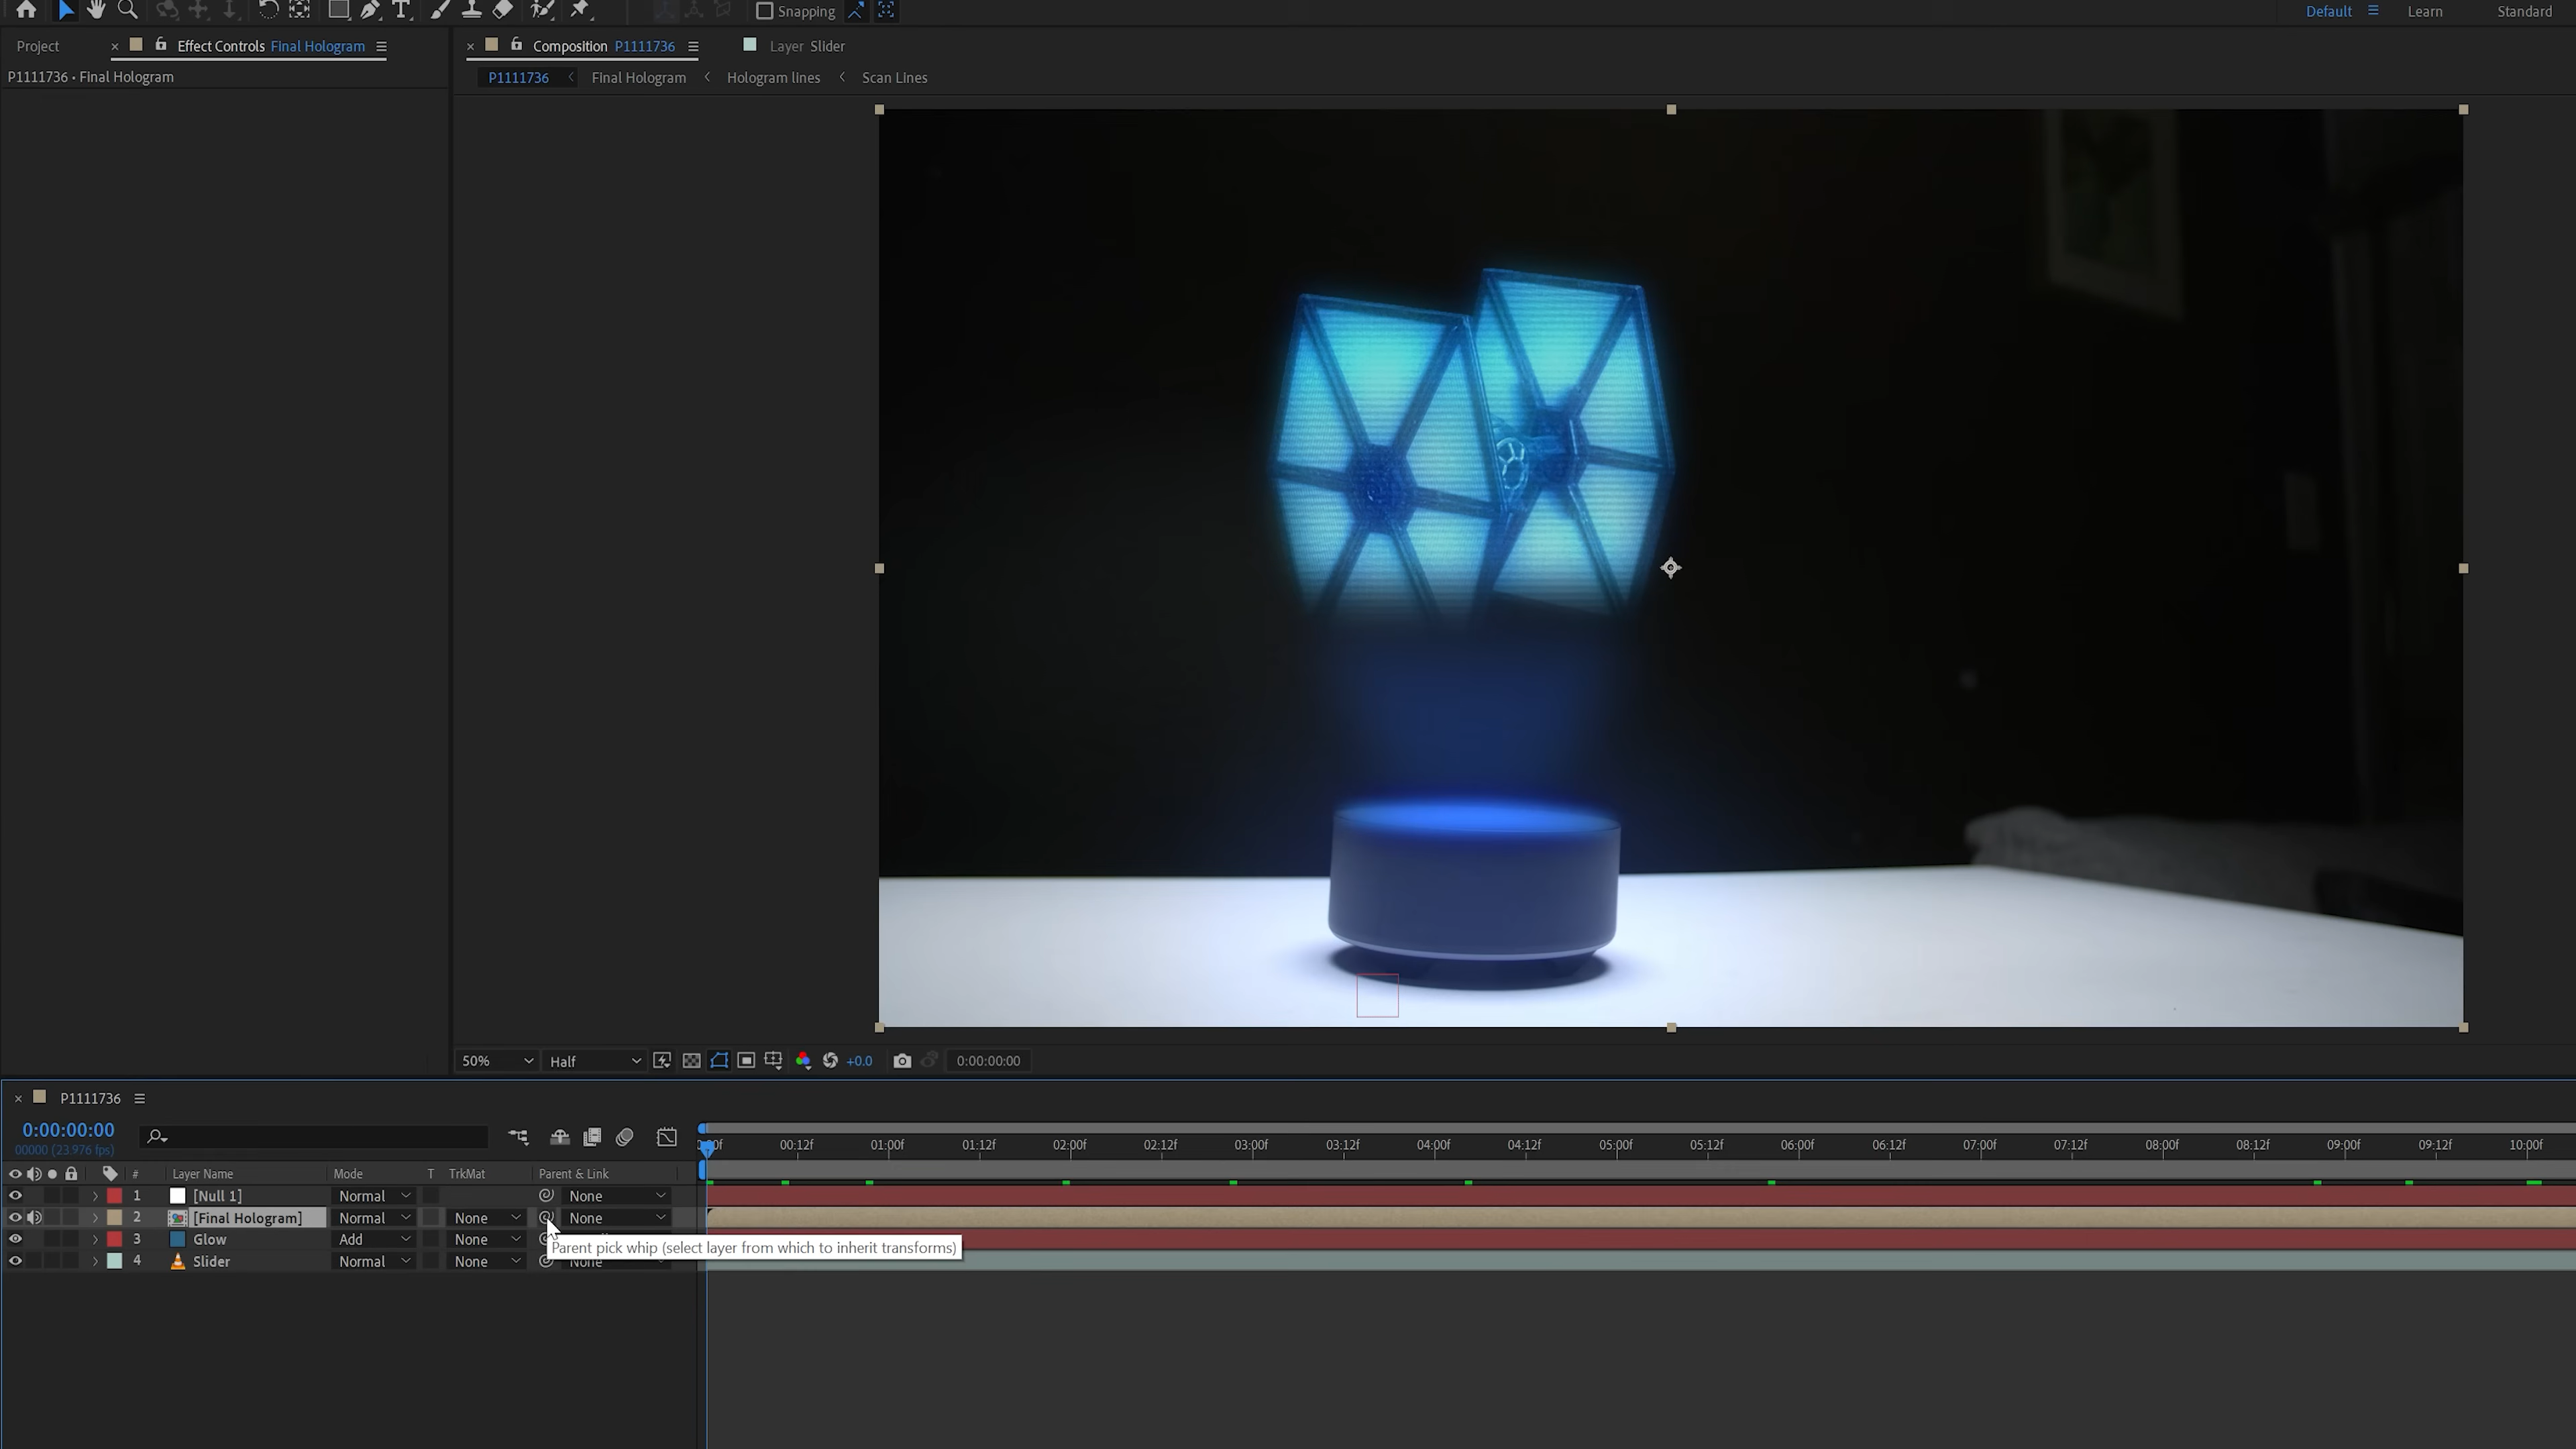 Snapping
Default
Learn
Standard
Project
× Effect Controls Final Hologram
× Composition P1111736
Layer Slider
P1111736 • Final Hologram
P1111736 < Final Hologram < Hologram lines < Scan Lines
50%
Half
+0.0
0:00:00:00
× P1111736
0:00:00:00
00000 (23.976 fps)
00:12f 01:00f 01:12f 02:00f 02:12f 03:00f 03:12f 04:00f 04:12f 05:00f 05:12f 06:00f 06:12f 07:00f 07:12f 08:00f 08:12f 09:00f 09:12f 10:00f
# Layer Name Mode T TrkMat Parent & Link
1 [Null 1] Normal None
2 [Final Hologram] Normal None None
3 Glow Add None
Parent pick whip (select layer from which to inherit transforms)
4 Slider Normal None None